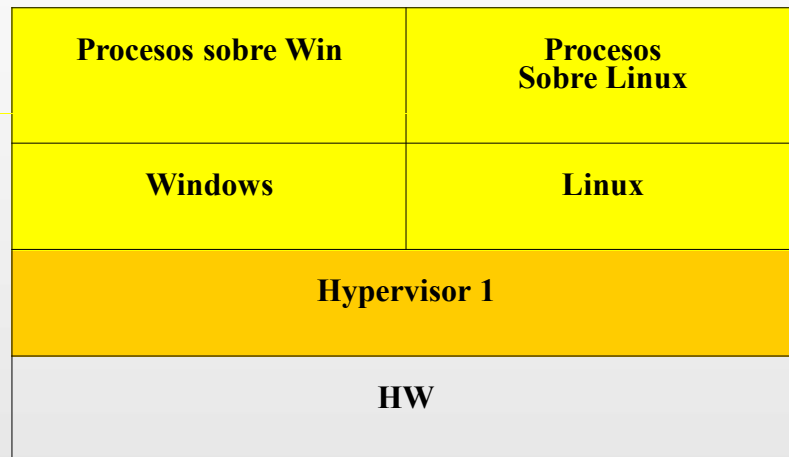 Procesos sobre Win
Procesos
Sobre Linux
Windows
Linux
Hypervisor 1
HW